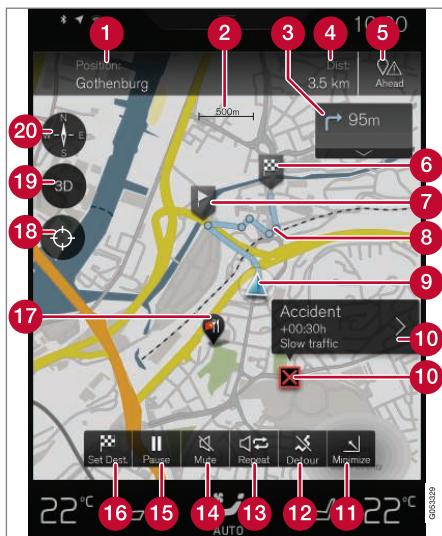 1
2
3
4
5
Position:
Gothenburg
Dist:
3.5 km
Ahead
500m
95m
N
W
E
S
20
6
3D
19
7
18
8
9
17
Accident
+00:30h
Slow traffic
10
10
Set Dest.
Pause
Mute
Repeat
Detour
Minimize
16
15
14
13
12
11
22°C
AUTO
22°C
G053329